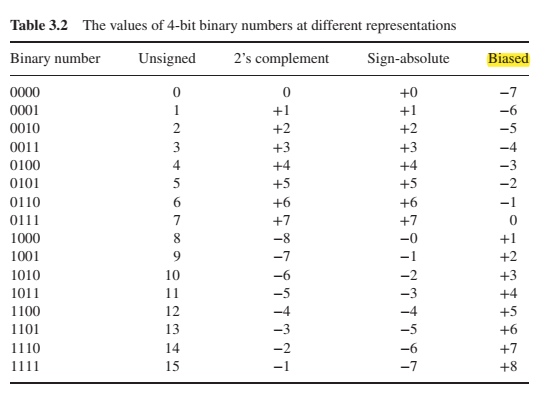 Table 3.2 The values of 4-bit binary numbers at different representations
Binary number Unsigned 2’s complement Sign-absolute Biased
0000 0 0 +0 −7
0001 1 +1 +1 −6
0010 2 +2 +2 −5
0011 3 +3 +3 −4
0100 4 +4 +4 −3
0101 5 +5 +5 −2
0110 6 +6 +6 −1
0111 7 +7 +7 0
1000 8 −8 −0 +1
1001 9 −7 −1 +2
1010 10 −6 −2 +3
1011 11 −5 −3 +4
1100 12 −4 −4 +5
1101 13 −3 −5 +6
1110 14 −2 −6 +7
1111 15 −1 −7 +8